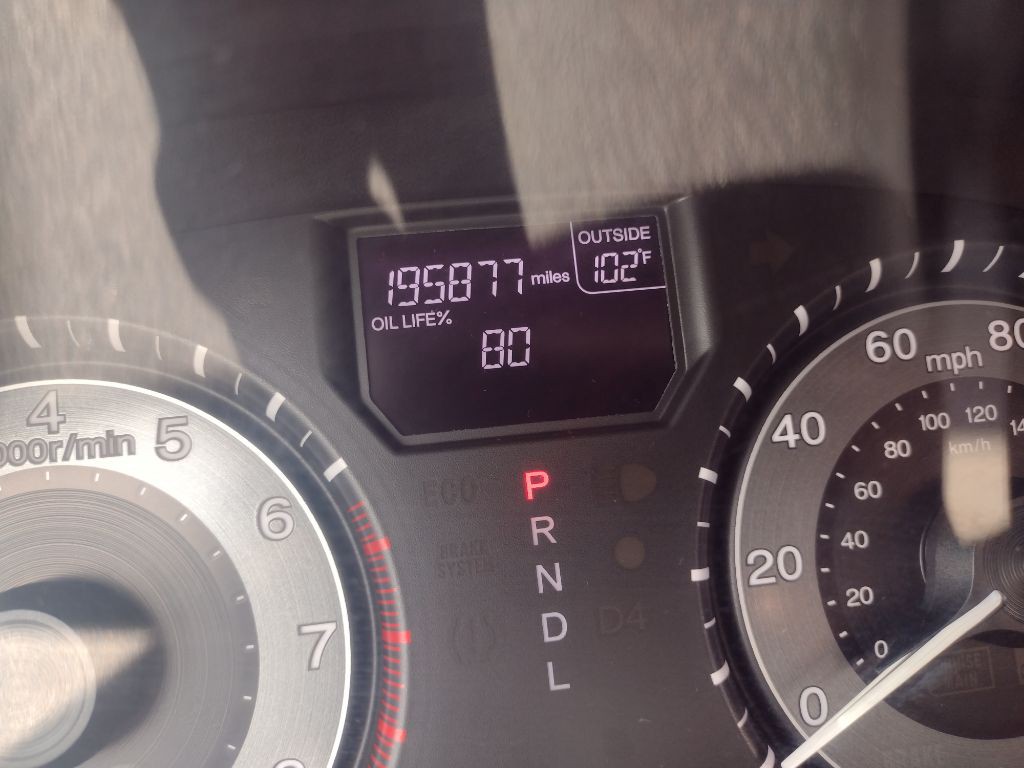 OUTSIDE
195877 miles
102°F
OIL LIFE%
80
4
5
6
7
000r/min
P
R
N
D
L
ECO
BRAKE
SYSTEM
D4
0
20
40
60
80
mph
0
20
40
60
80
100
120
km/h